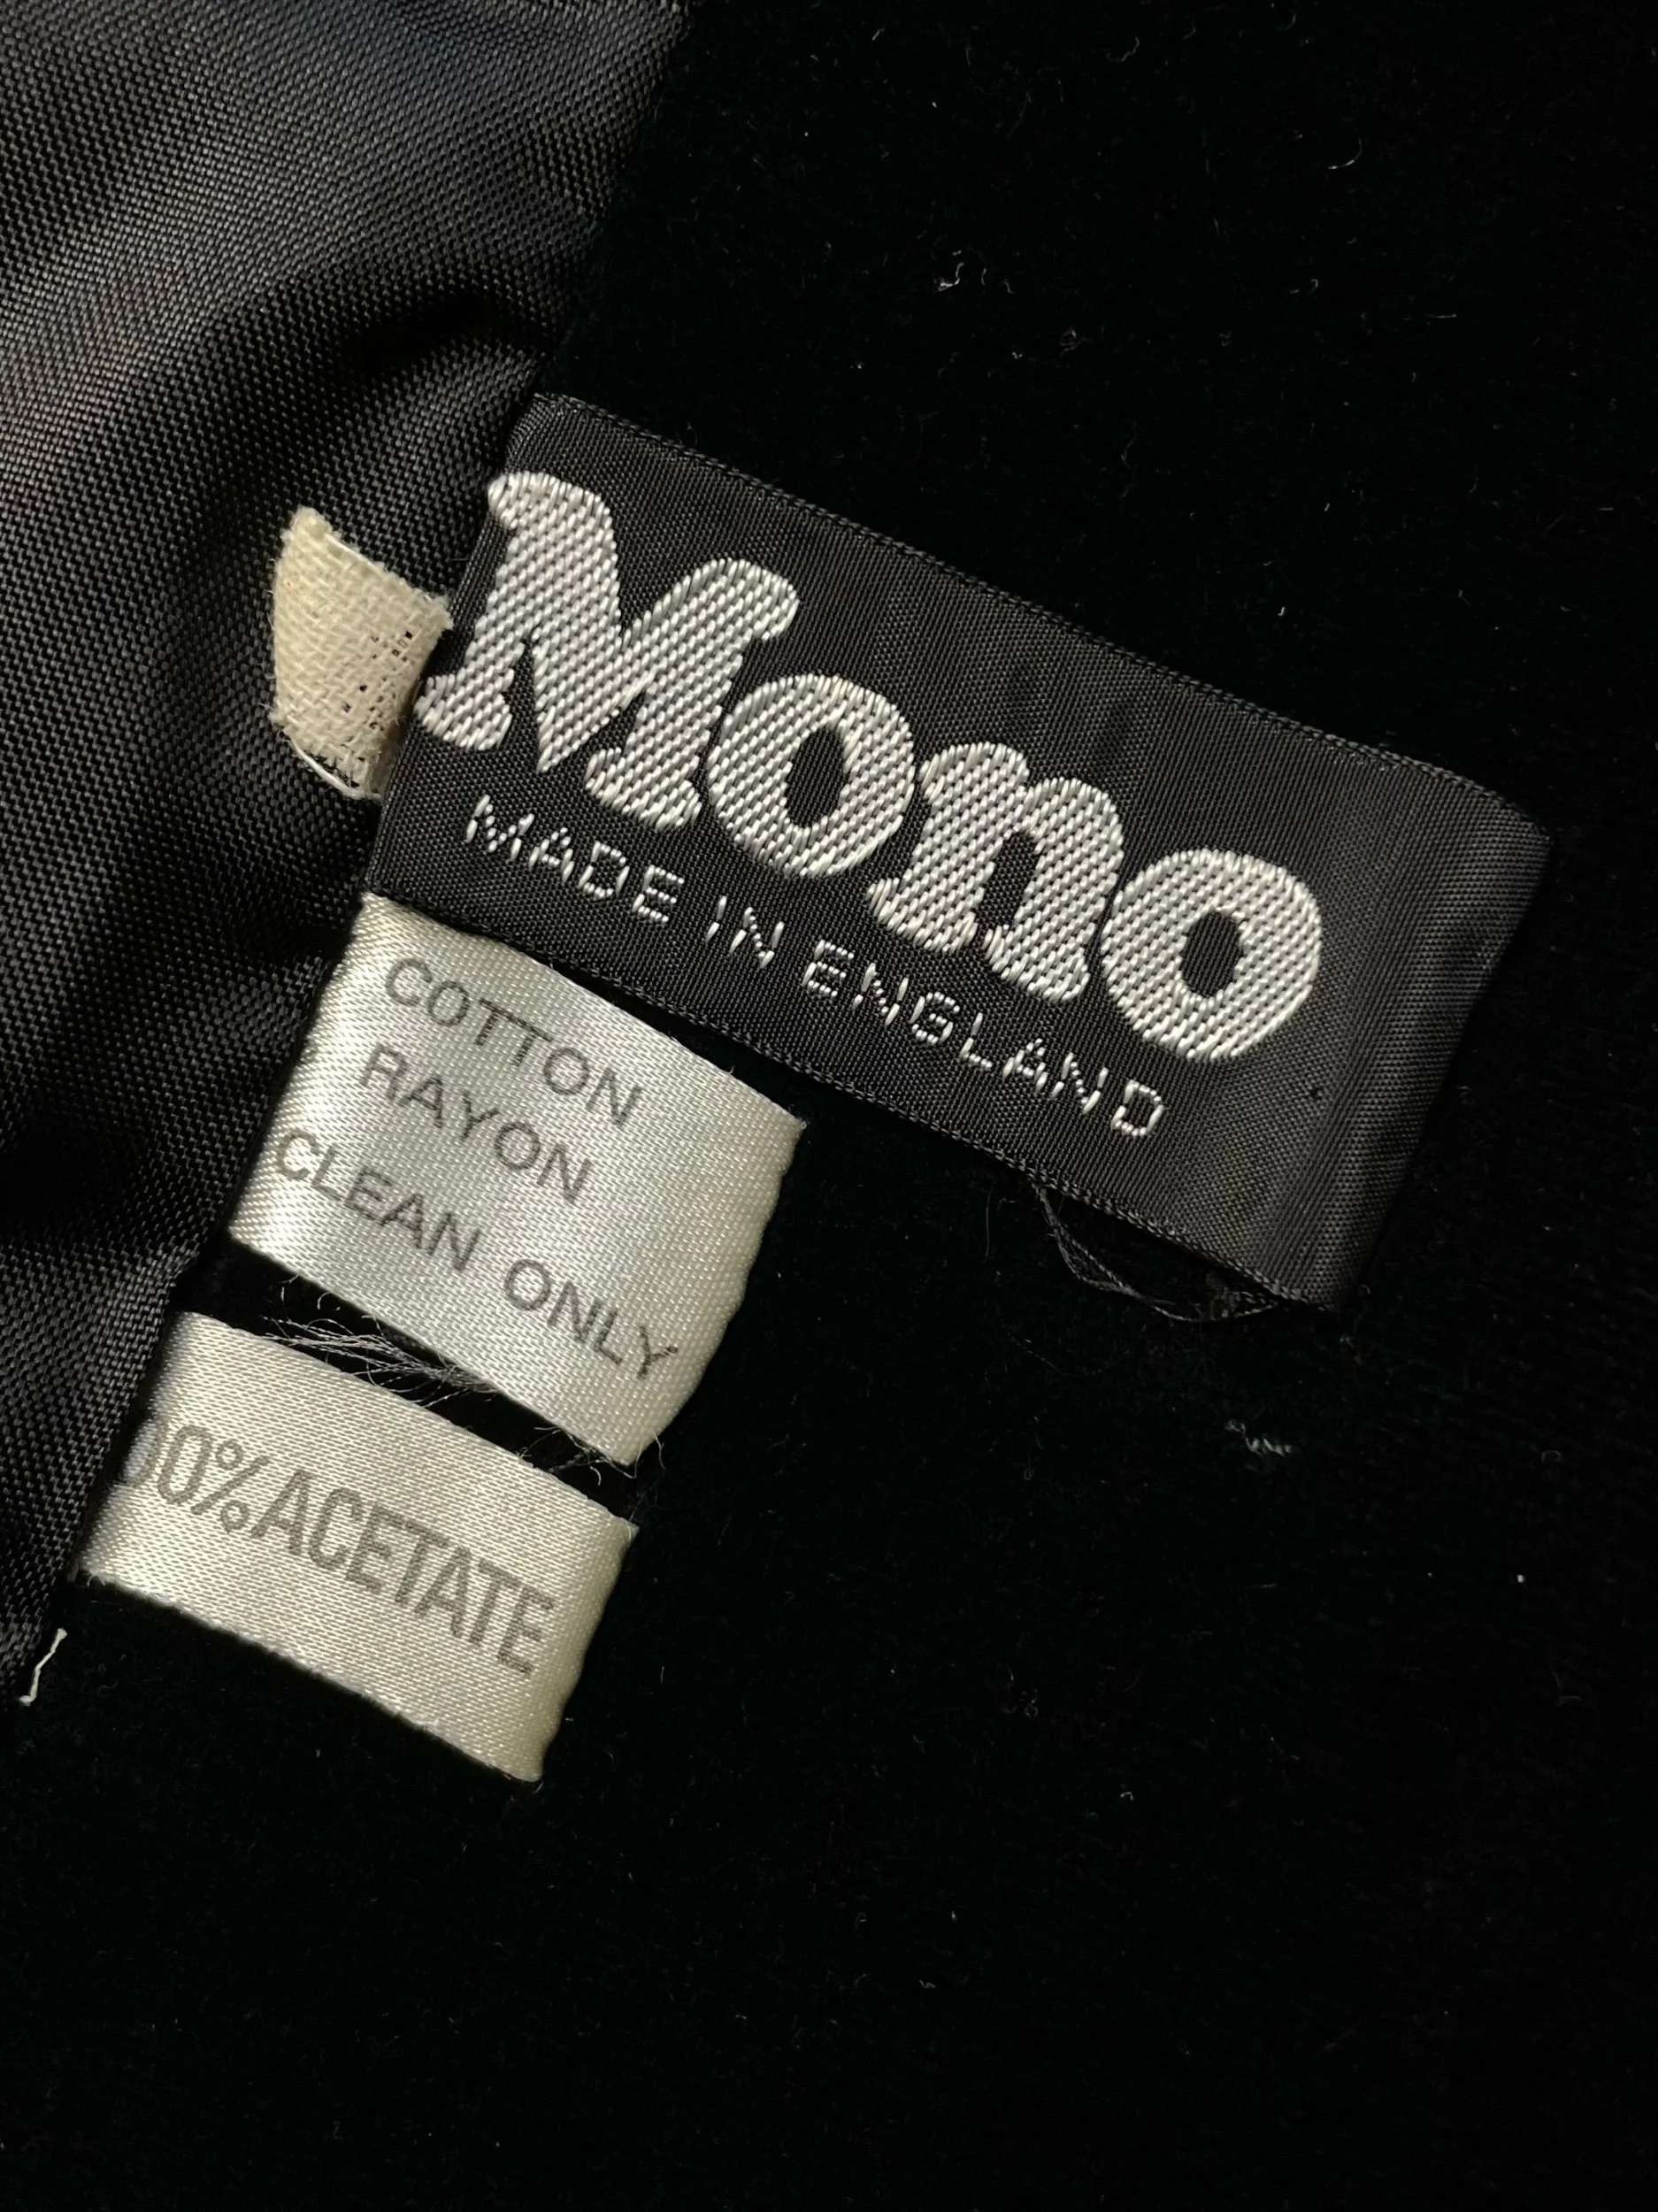 Mono
MADE IN ENGLAND
COTTON
RAYON
CLEAN ONLY
00%ACETATE